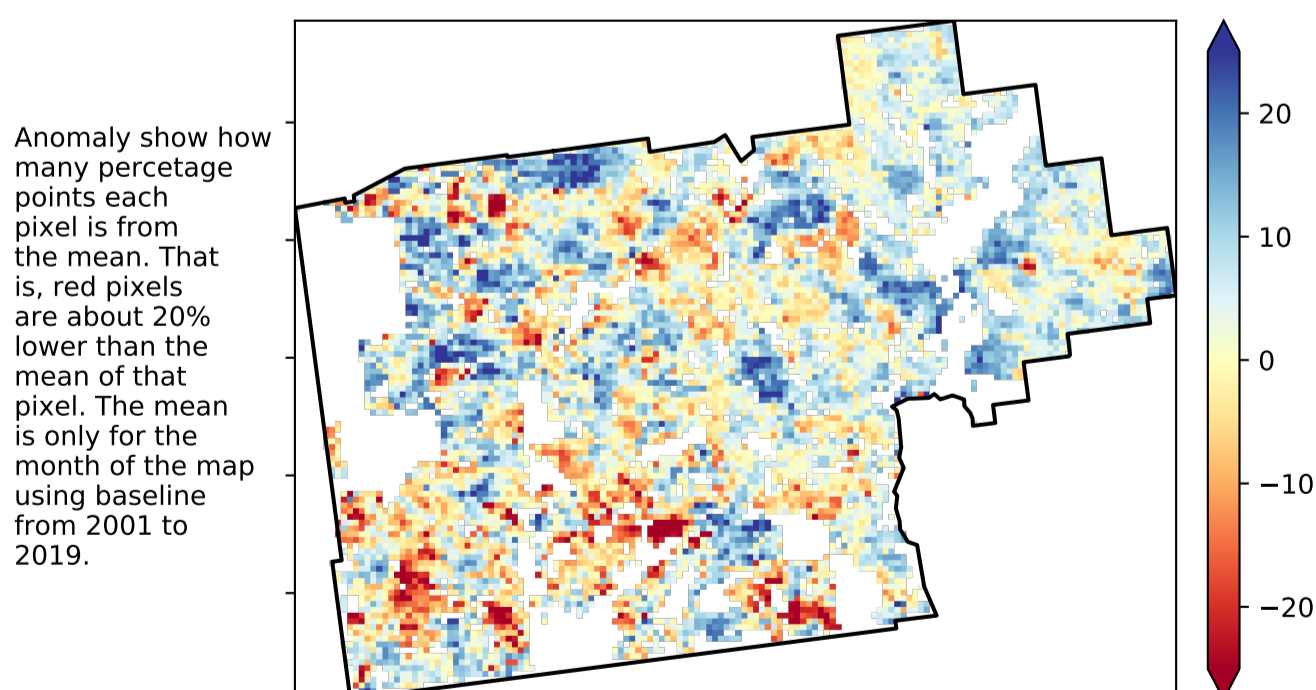 Anomaly show how
many percetage
points each
pixel is from
the mean. That
is, red pixels
are about 20%
lower than the
mean of that
pixel. The mean
is only for the
month of the map
using baseline
from 2001 to
2019.
20
10
0
−10
−20